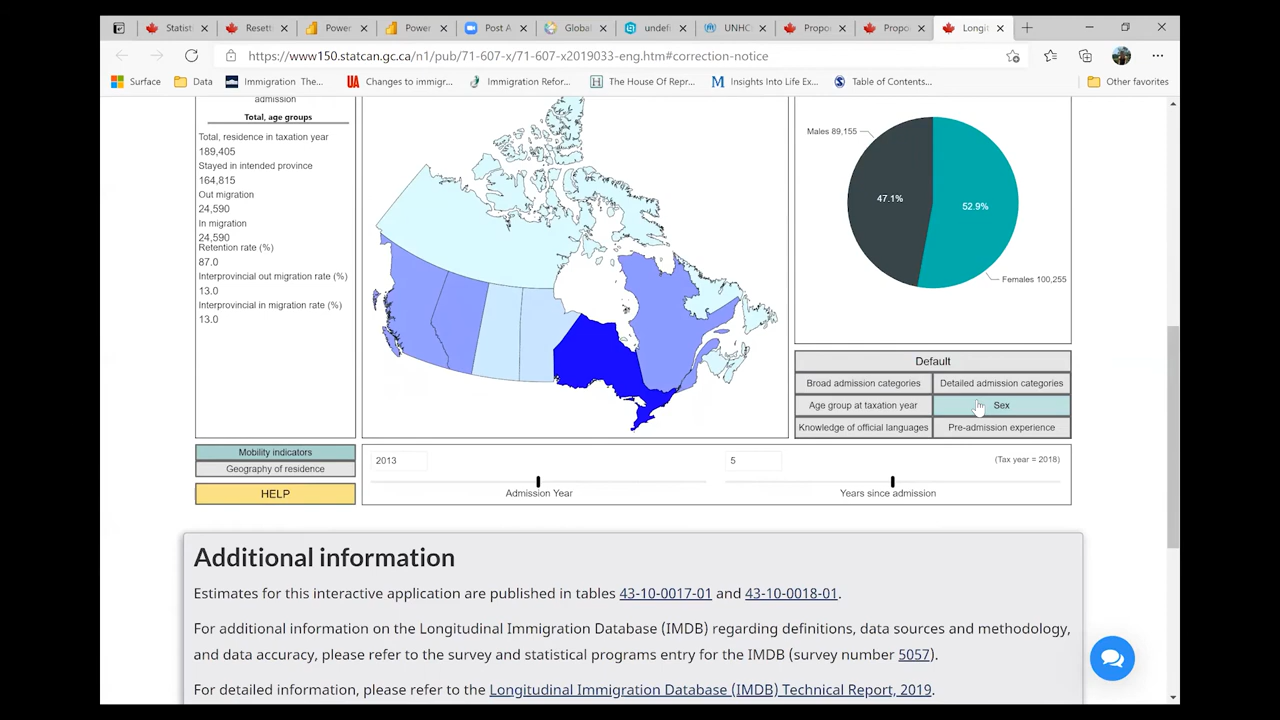 Statist
Resettl
Power
Power
Post A
Global
undefi
UNHC
Propo
Propo
Longit
https://www150.statcan.gc.ca/n1/pub/71-607-x/71-607-x2019033-eng.htm#correction-notice
Surface
Data
Immigration The...
UA Changes to immigr...
Immigration Refor...
H The House Of Repr...
M Insights Into Life Ex...
Table of Contents...
Other favorites
admission
Total, age groups
Total, residence in taxation year
189,405
Stayed in intended province
164,815
Out migration
24,590
In migration
24,590
Retention rate (%)
87.0
Interprovincial out migration rate (%)
13.0
Interprovincial in migration rate (%)
13.0
Males 89,155
47.1%
52.9%
Females 100,255
Default
Broad admission categories
Detailed admission categories
Age group at taxation year
Sex
Knowledge of official languages
Pre-admission experience
Mobility indicators
Geography of residence
HELP
2013
Admission Year
5
(Tax year = 2018)
Years since admission
Additional information
Estimates for this interactive application are published in tables 43-10-0017-01 and 43-10-0018-01.
For additional information on the Longitudinal Immigration Database (IMDB) regarding definitions, data sources and methodology,
and data accuracy, please refer to the survey and statistical programs entry for the IMDB (survey number 5057).
For detailed information, please refer to the Longitudinal Immigration Database (IMDB) Technical Report, 2019.